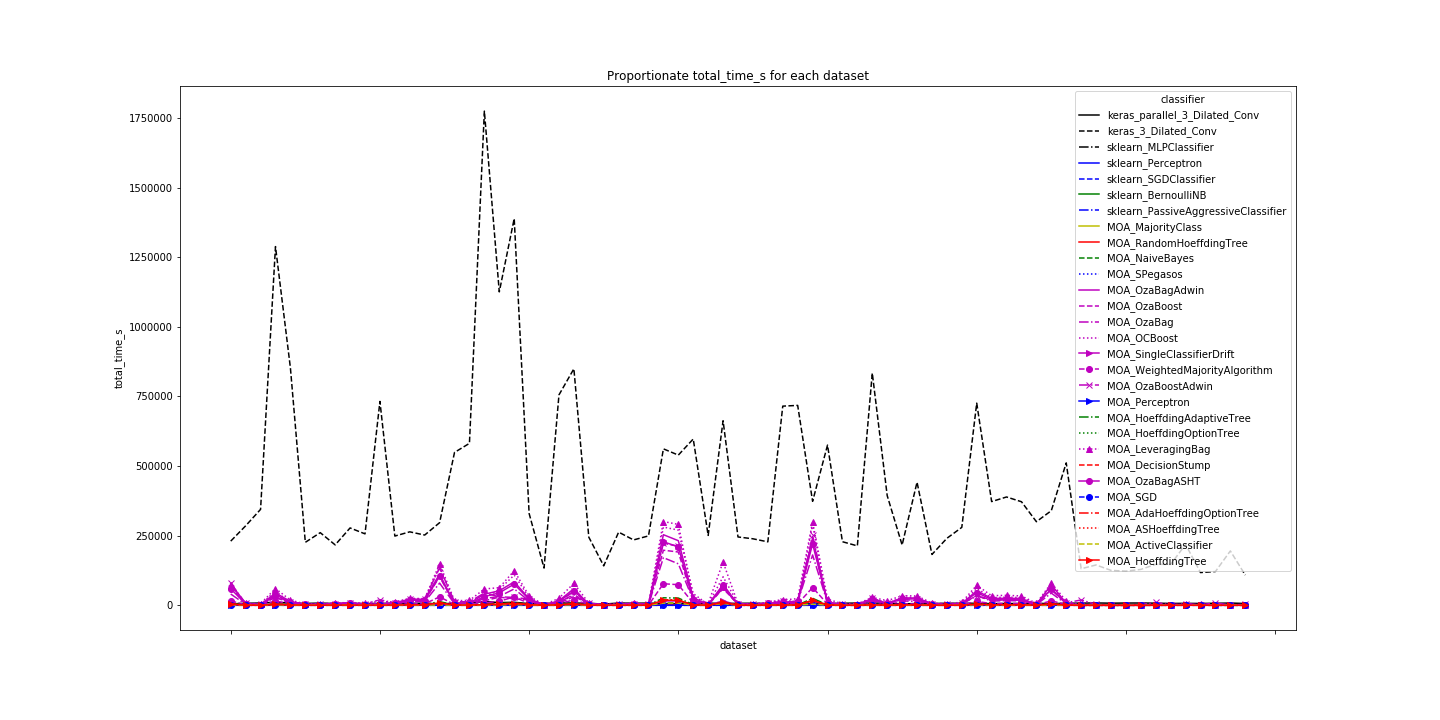 Proportionate total_time_s for each dataset
total_time_s
1750000
1500000
1250000
1000000
750000
500000
250000
0
dataset
classifier
keras_parallel_3_Dilated_Conv
keras_3_Dilated_Conv
sklearn_MLPClassifier
sklearn_Perceptron
sklearn_SGDClassifier
sklearn_BernoulliNB
sklearn_PassiveAggressiveClassifier
MOA_MajorityClass
MOA_RandomHoeffdingTree
MOA_NaiveBayes
MOA_SPegasos
MOA_OzaBagAdwin
MOA_OzaBoost
MOA_OzaBag
MOA_OCBoost
MOA_SingleClassifierDrift
MOA_WeightedMajorityAlgorithm
MOA_OzaBoostAdwin
MOA_Perceptron
MOA_HoeffdingAdaptiveTree
MOA_HoeffdingOptionTree
MOA_LeveragingBag
MOA_DecisionStump
MOA_OzaBagASHT
MOA_SGD
MOA_AdaHoeffdingOptionTree
MOA_ASHoeffdingTree
MOA_ActiveClassifier
MOA_HoeffdingTree